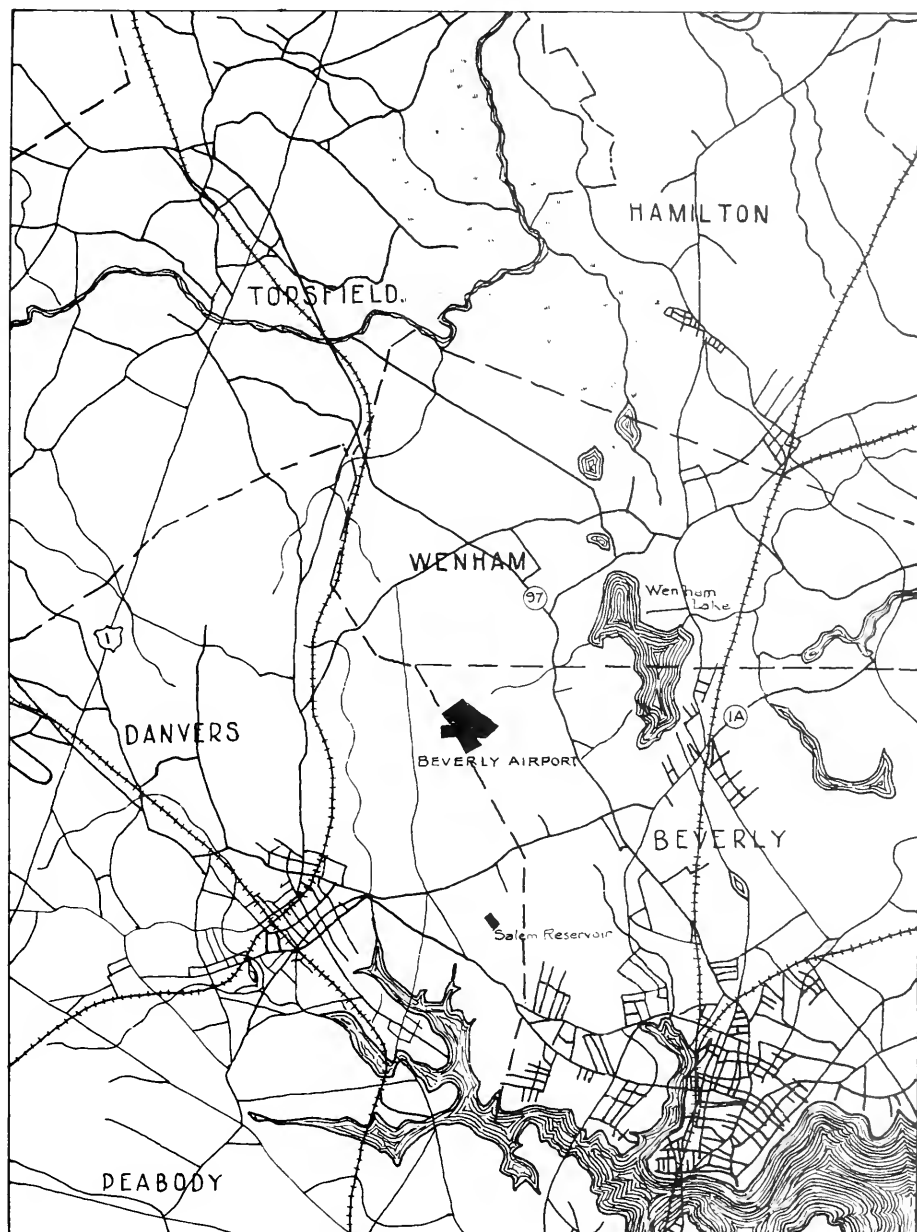 HAMILTON
TOPSFIELD
WENHAM
97
Wenham
Lake
1
1A
DANVERS
BEVERLY AIRPORT
BEVERLY
Salem Reservoir
PEABODY